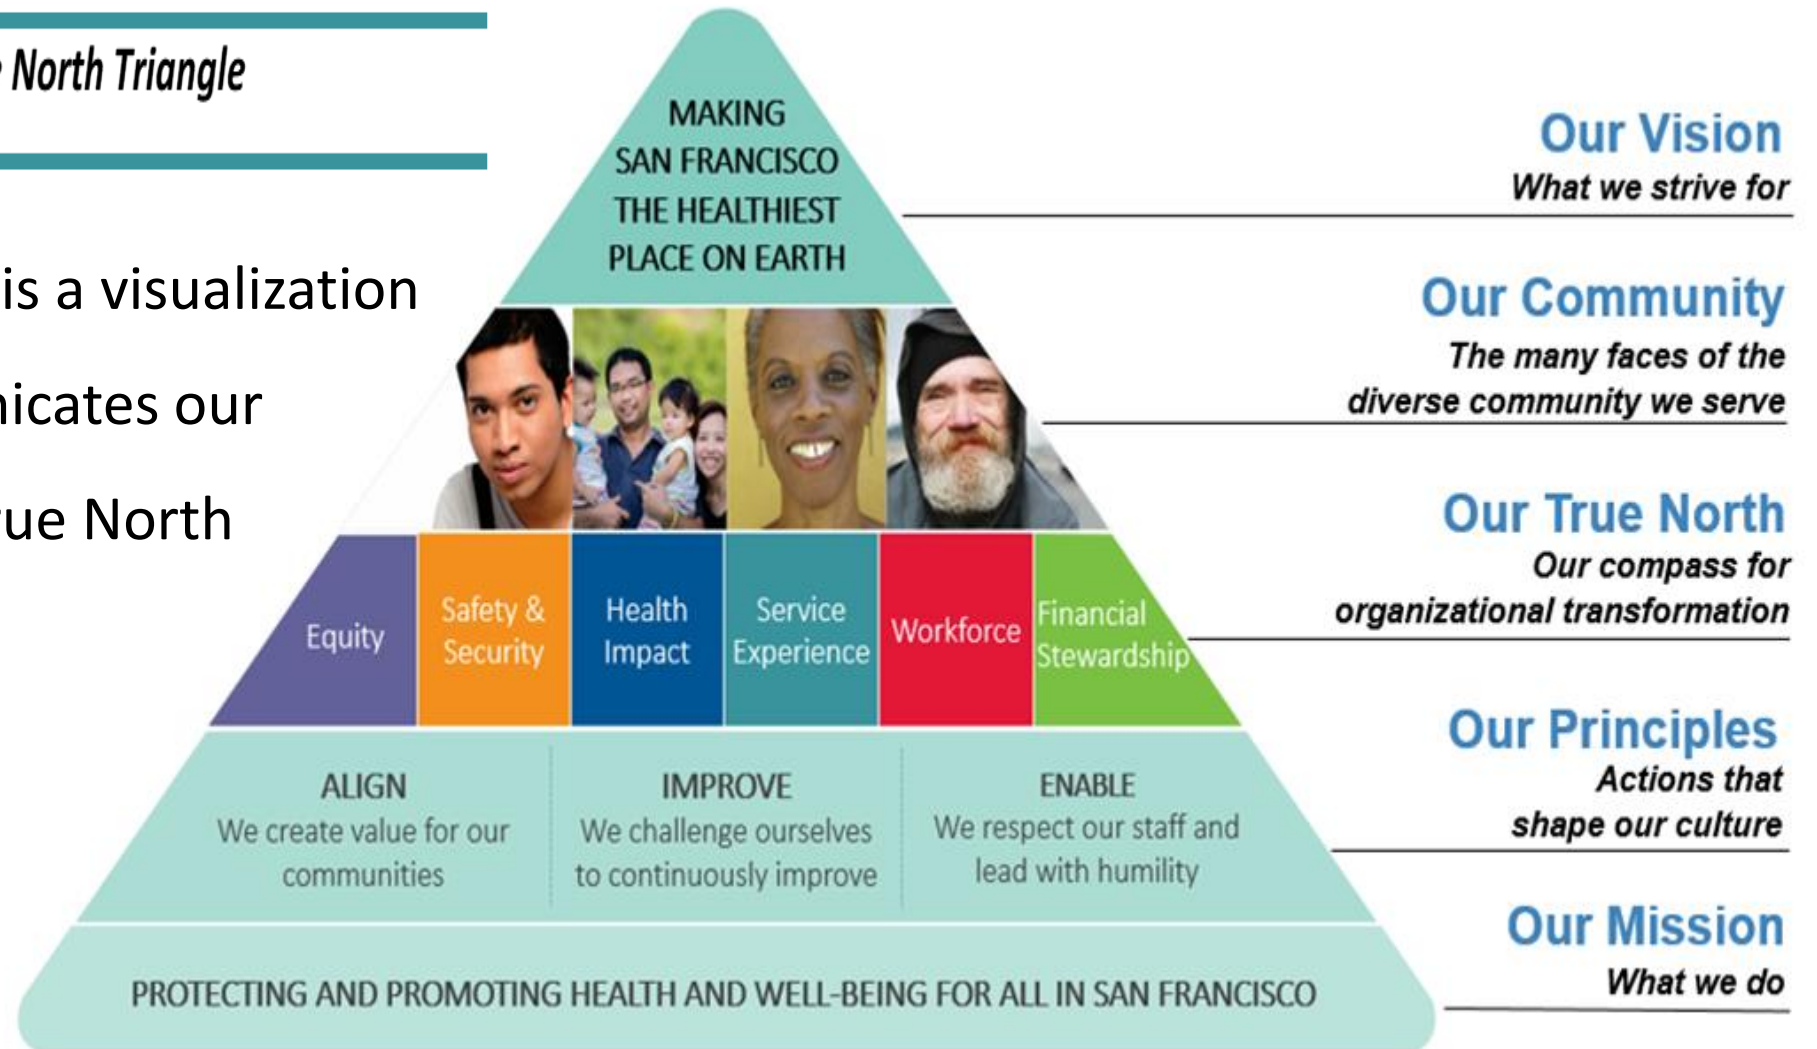 North Triangle
is a visualization
nicates our
rue North
MAKING
SAN FRANCISCO
THE HEALTHIEST
PLACE ON EARTH
Our Vision
What we strive for
Our Community
The many faces of the
diverse community we serve
Equity
Safety &
Security
Health
Impact
Service
Experience
Workforce
Financial
Stewardship
Our True North
Our compass for
organizational transformation
ALIGN
We create value for our
communities
IMPROVE
We challenge ourselves
to continuously improve
ENABLE
We respect our staff and
lead with humility
Our Principles
Actions that
shape our culture
PROTECTING AND PROMOTING HEALTH AND WELL-BEING FOR ALL IN SAN FRANCISCO
Our Mission
What we do